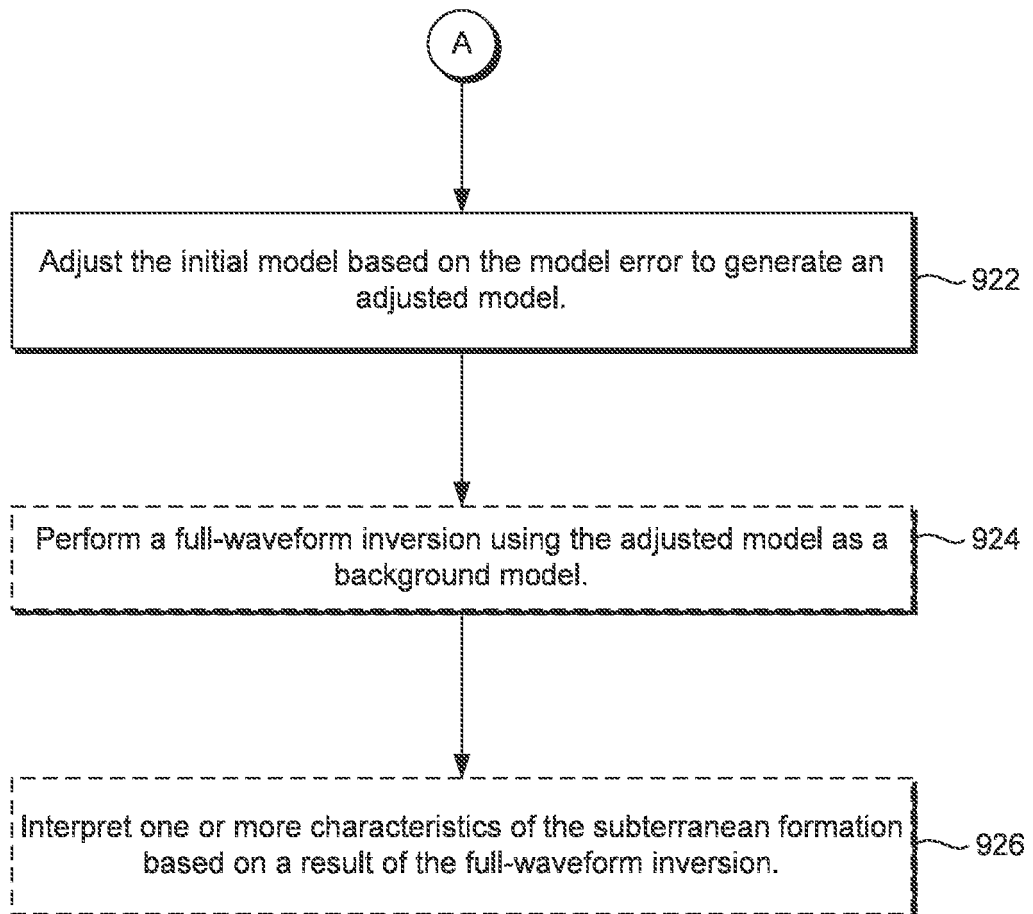 A
Adjust the initial model based on the model error to generate an
adjusted model.
922
Perform a full-waveform inversion using the adjusted model as a
background model.
924
Interpret one or more characteristics of the subterranean formation
based on a result of the full-waveform inversion.
926